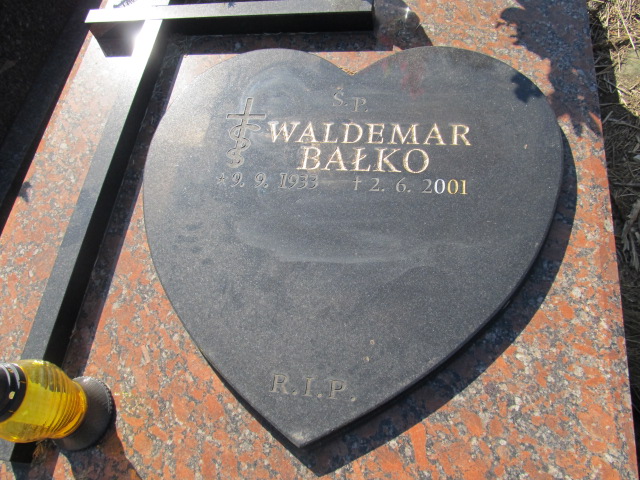 Ś.P.
WALDEMAR
BAŁKO
*9. 9. 1933 †2. 6. 2001
R.I.P.